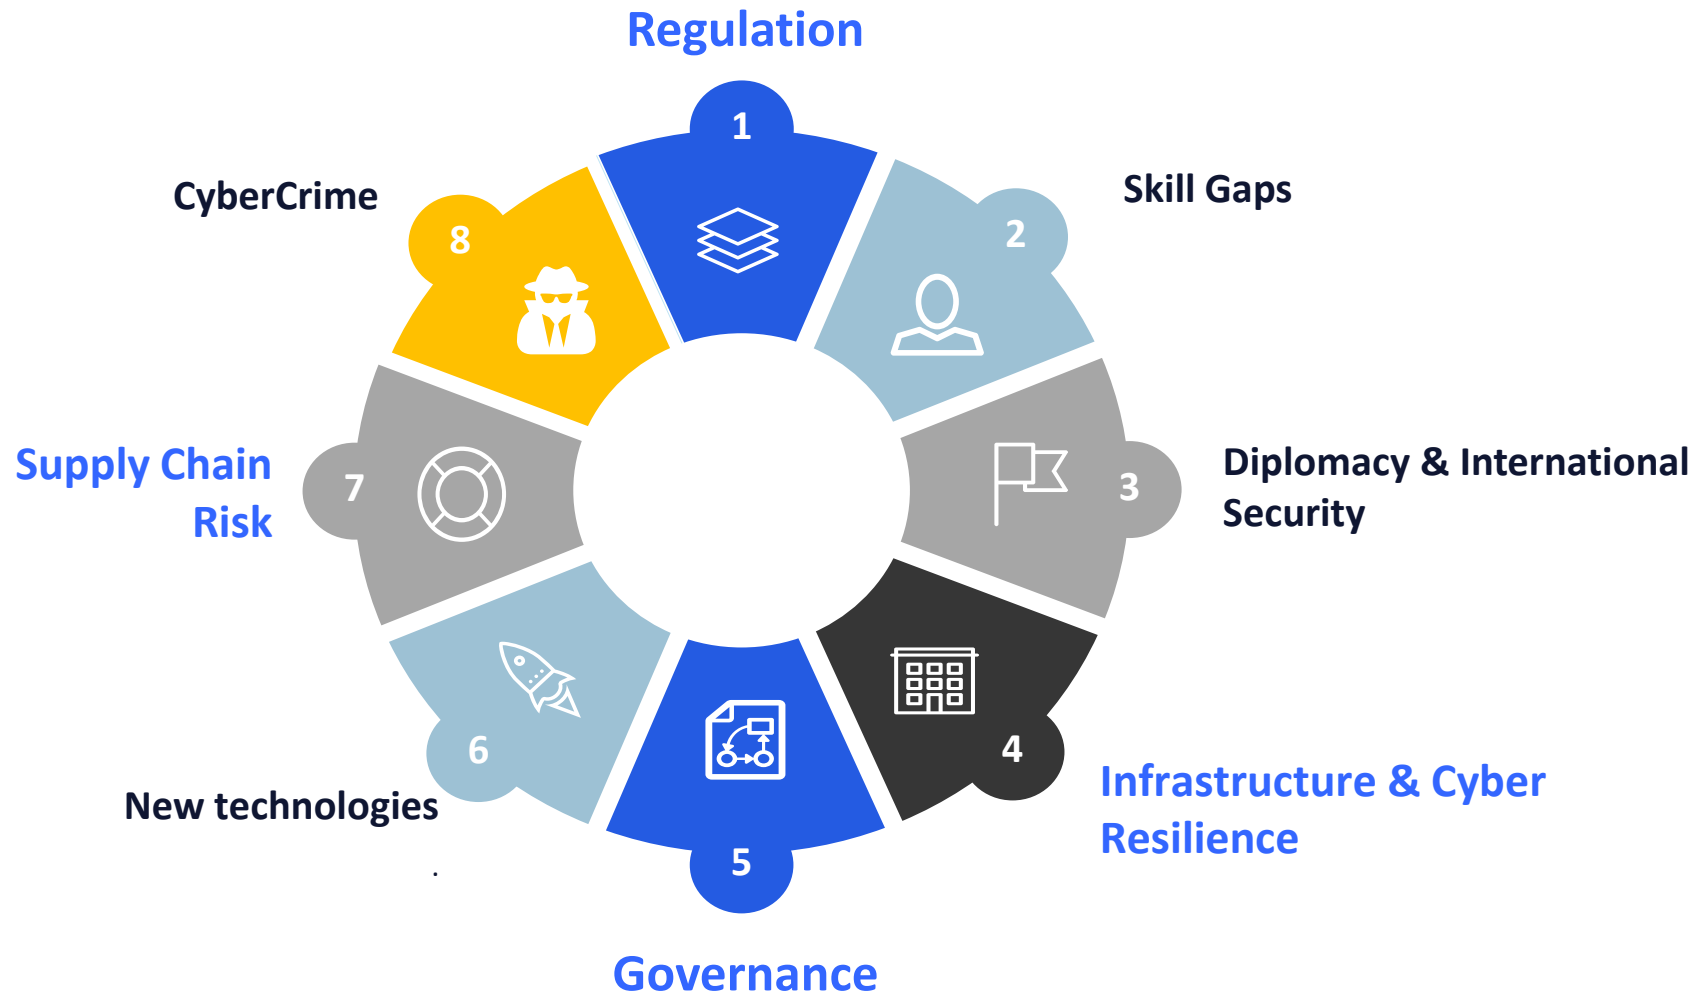 Regulation
1
Skill Gaps
2
Diplomacy & International
Security
3
Infrastructure & Cyber
Resilience
4
Governance
5
New technologies
.
6
Supply Chain
Risk
7
CyberCrime
8